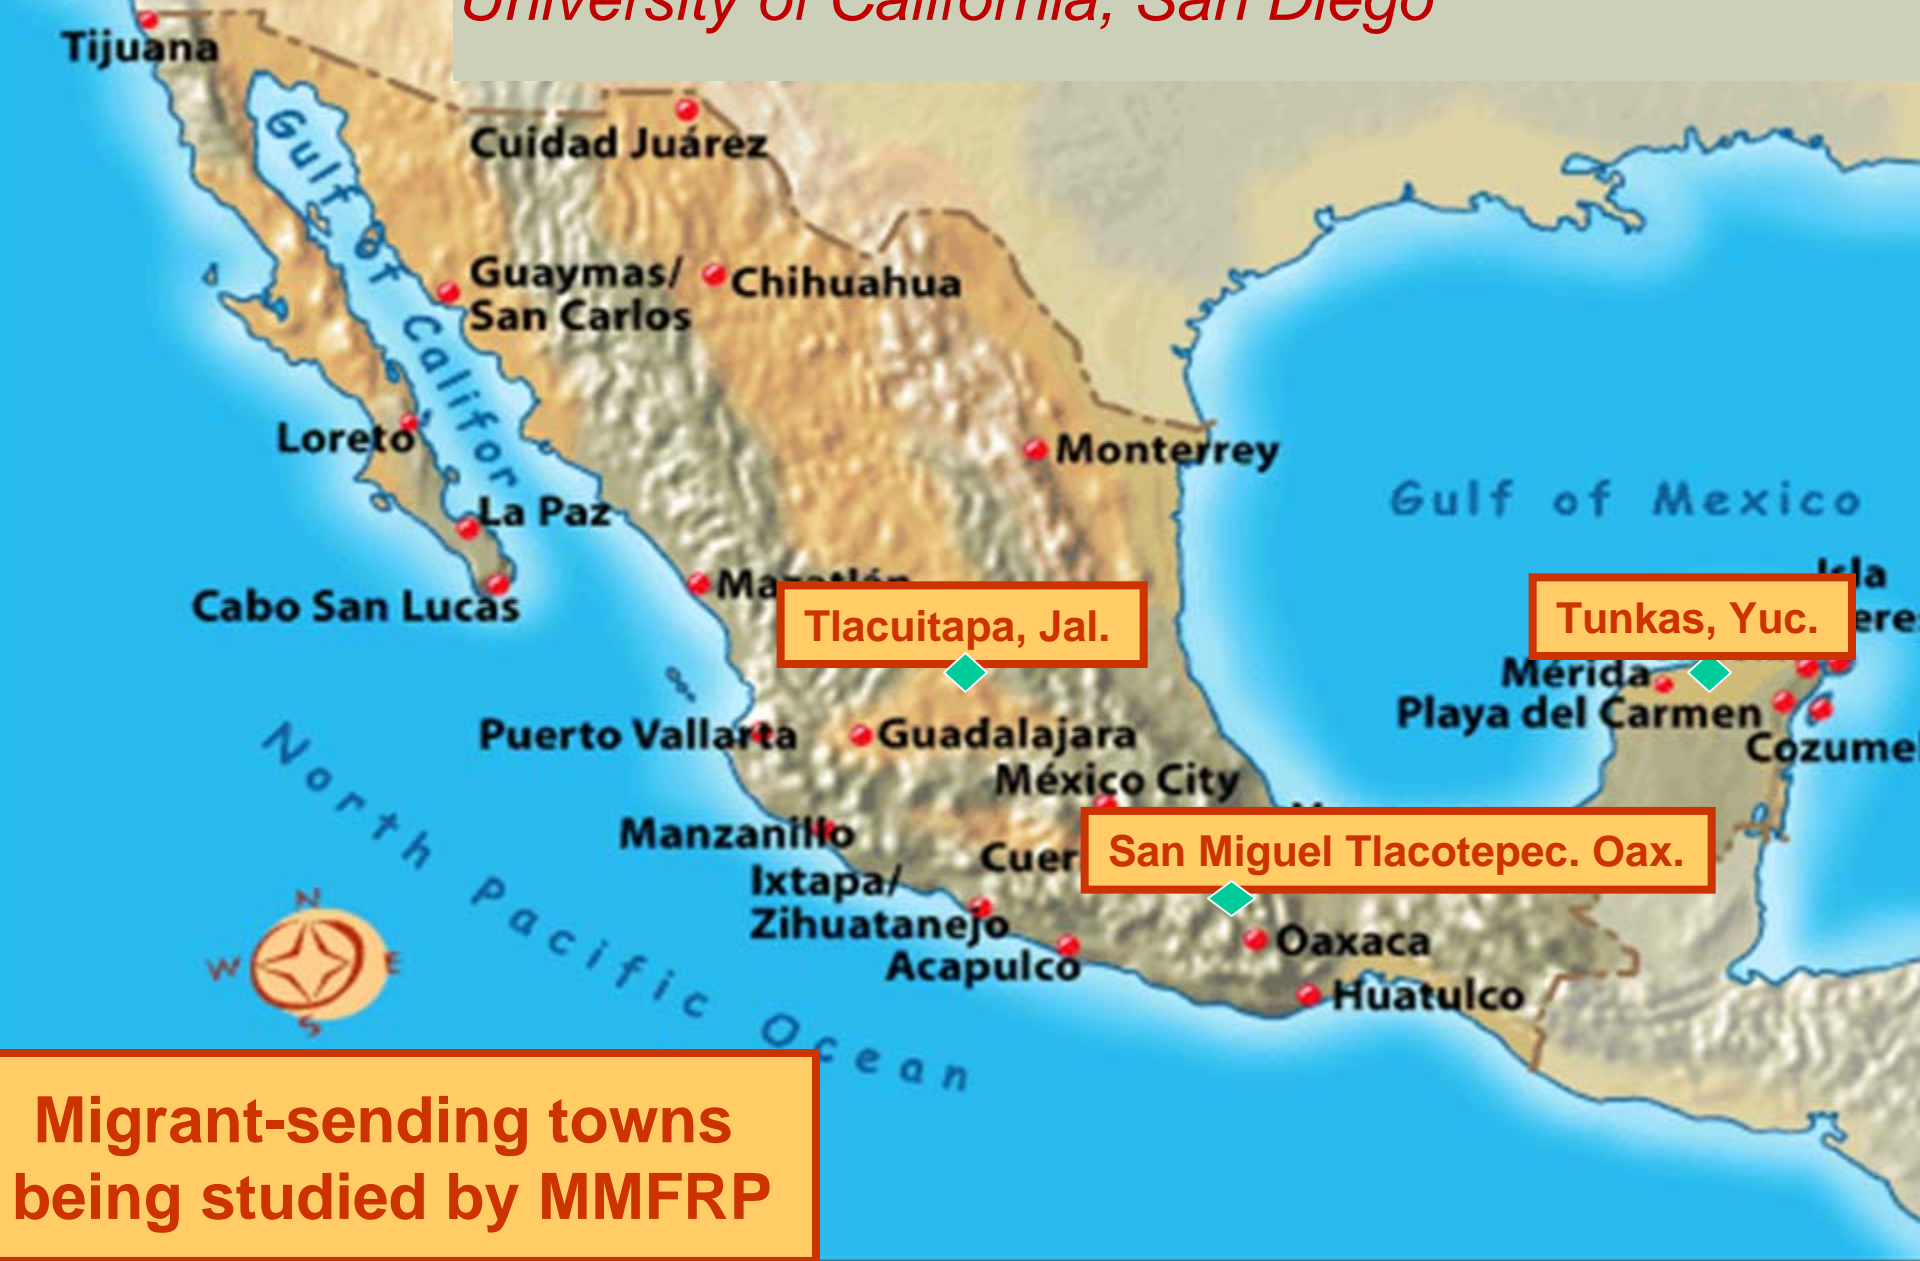 University of California, San Diego
Tijuana
Cuidad Juárez
Gulf of Califor
Guaymas/
San Carlos
Chihuahua
Loreto
Monterrey
La Paz
Gulf of Mexico
Cabo San Lucas
Tlacuitapa, Jal.
Tunkas, Yuc.
Mérida
Playa del Carmen
Puerto Vallarta
Guadalajara
Cozumel
México City
Manzanillo
San Miguel Tlacotepec. Oax.
Ixtapa/
Zihuatanejo
Acapulco
Oaxaca
Huatulco
North Pacific Ocean
N
W
E
S
Migrant-sending towns
being studied by MMFRP